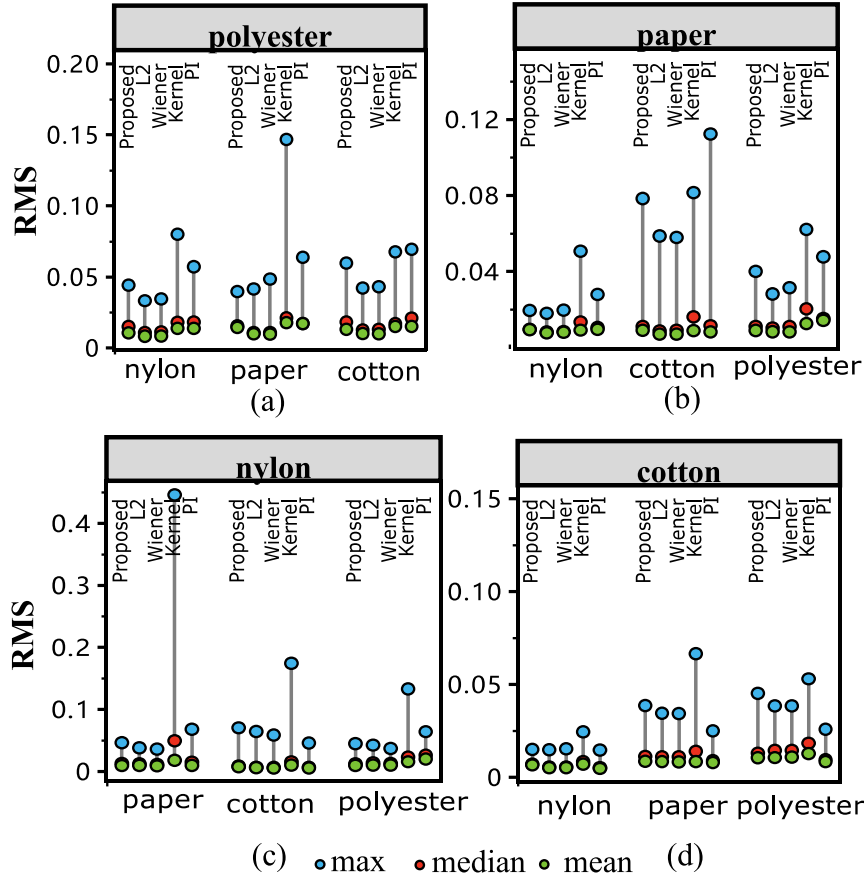 polyester
Proposed
L2
Wiener
Kernel
PI
Proposed
L2
Wiener
Kernel
PI
Proposed
L2
Wiener
Kernel
PI
0.20
0.15
0.10
0.05
0
RMS
nylon paper cotton
(a)
paper
Proposed
L2
Wiener
Kernel
PI
Proposed
L2
Wiener
Kernel
PI
Proposed
L2
Wiener
Kernel
PI
0.12
0.08
0.04
nylon cotton polyester
(b)
nylon
Proposed
L2
Wiener
Kernel
PI
Proposed
L2
Wiener
Kernel
PI
Proposed
L2
Wiener
Kernel
PI
0.4
0.3
0.2
0.1
0
RMS
paper cotton polyester
(c)
cotton
Proposed
L2
Wiener
Kernel
PI
Proposed
L2
Wiener
Kernel
PI
Proposed
L2
Wiener
Kernel
PI
0.15
0.10
0.05
0
nylon paper polyester
(d)
max median mean